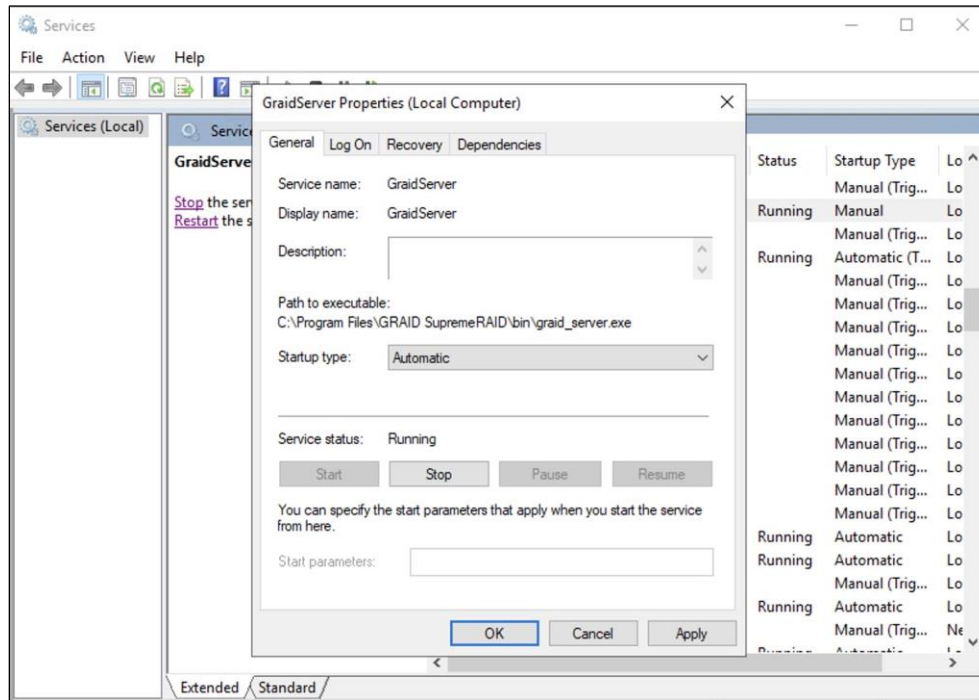 Services
File Action View Help
Services (Local)
GraidServer Properties (Local Computer)
General Log On Recovery Dependencies
Service name: GraidServer
Display name: GraidServer
Description:
Path to executable:
C:\Program Files\GRAID SupremeRAID\bin\graid_server.exe
Startup type: Automatic
Service status: Running
Start Stop Pause Resume
You can specify the start parameters that apply when you start the service
from here.
Start parameters:
OK Cancel Apply
Servic
GraidServe
Stop the ser
Restart the s
Status Startup Type Lo
Manual (Trig... Lo
Running Manual Lo
Manual (Trig... Lo
Running Automatic (T... Lo
Manual (Trig... Lo
Manual (Trig... Lo
Manual (Trig... Lo
Manual (Trig... Lo
Manual (Trig... Lo
Manual (Trig... Lo
Manual (Trig... Lo
Manual (Trig... Lo
Manual (Trig... Lo
Manual (Trig... Lo
Manual (Trig... Lo
Running Automatic Lo
Running Automatic Lo
Manual (Trig... Lo
Running Automatic Lo
Manual (Trig... Ne
Extended Standard